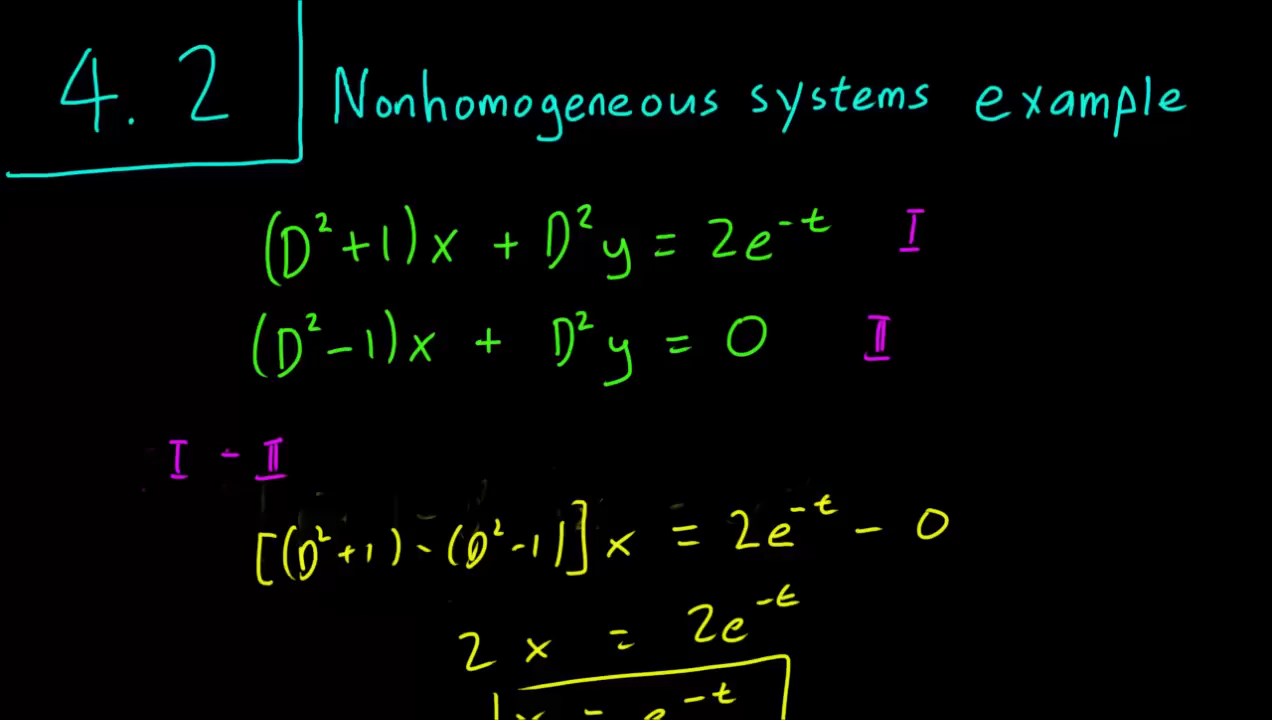 4.2 Nonhomogeneous systems example
(D²+1)x + D²y = 2e⁻ᵗ I
(D²-1)x + D²y = 0 II
I - II
[(D²+1) - (D²-1)]x = 2e⁻ᵗ - 0
2x = 2e⁻ᵗ
x = e⁻ᵗ